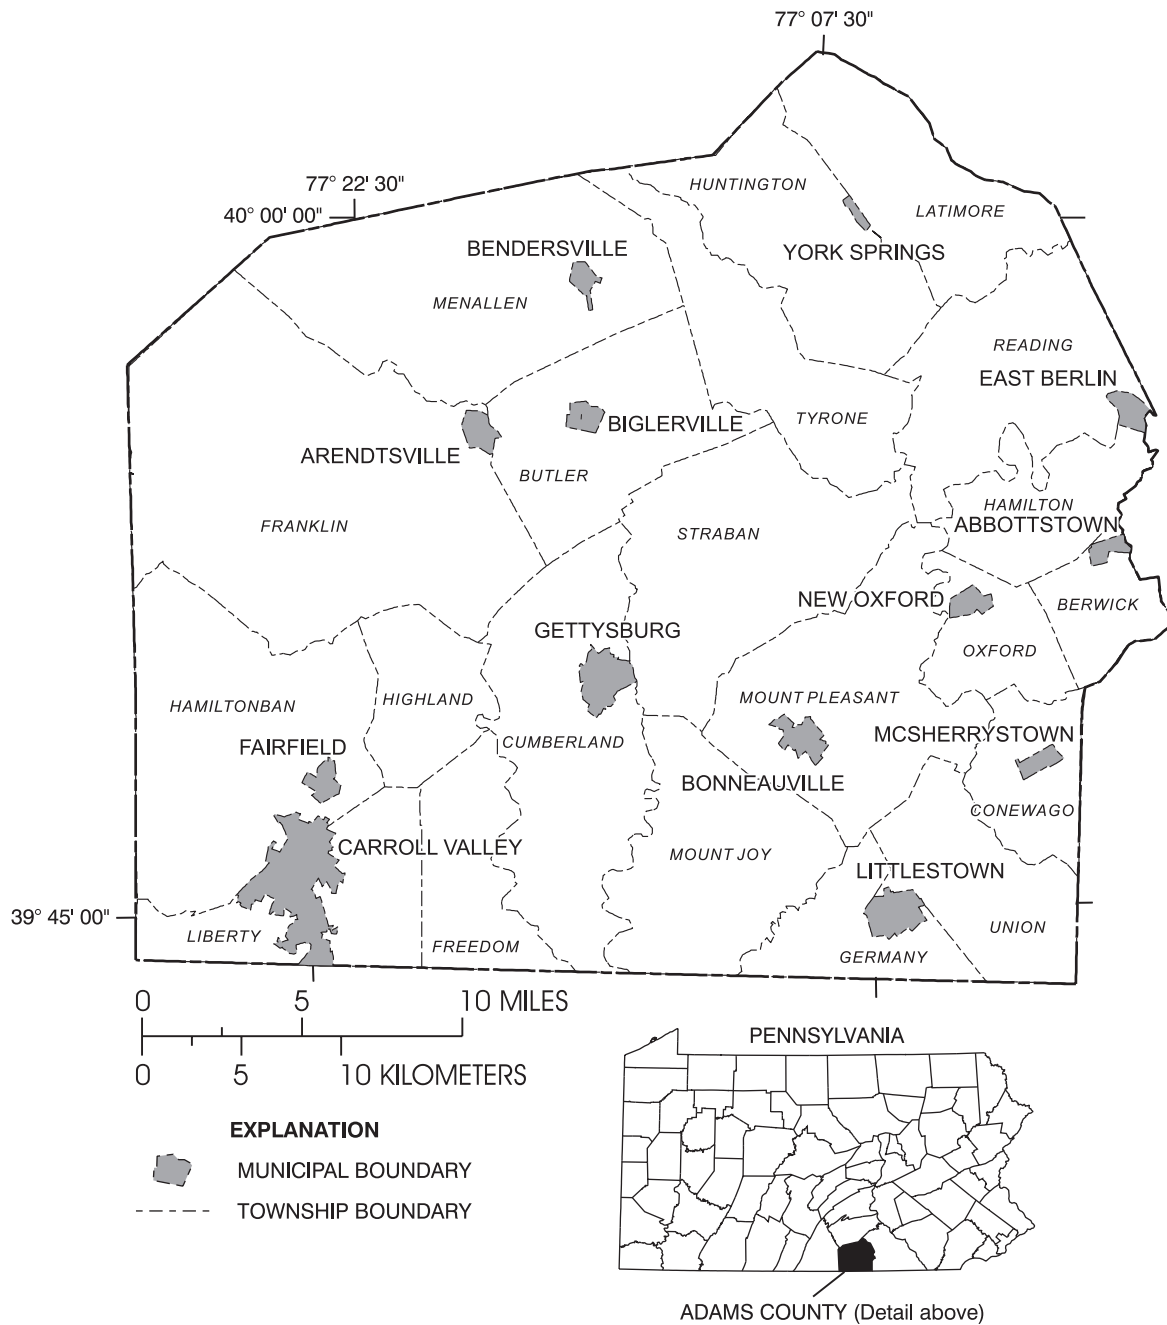 77° 07' 30"
77° 22' 30"
40° 00' 00"
HUNTINGTON
LATIMORE
BENDERSVILLE
YORK SPRINGS
MENALLEN
READING
EAST BERLIN
BIGLERVILLE
TYRONE
ARENDTSVILLE
BUTLER
HAMILTON
FRANKLIN
STRABAN
ABBOTTSTOWN
NEW OXFORD
BERWICK
GETTYSBURG
OXFORD
HIGHLAND
MOUNT PLEASANT
HAMILTONBAN
CUMBERLAND
MCSHERRYSTOWN
FAIRFIELD
BONNEAUVILLE
CONEWAGO
CARROLL VALLEY
MOUNT JOY
LITTLESTOWN
39° 45' 00"
LIBERTY
FREEDOM
UNION
GERMANY
0 5 10 MILES
0 5 10 KILOMETERS
PENNSYLVANIA
EXPLANATION
MUNICIPAL BOUNDARY
TOWNSHIP BOUNDARY
ADAMS COUNTY (Detail above)